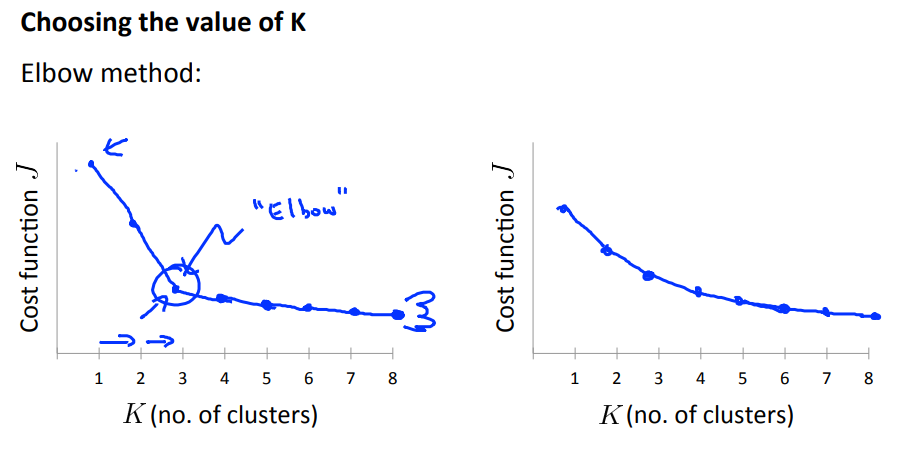 Choosing the value of K
Elbow method:
Cost function J
"Elbow"
1 2 3 4 5 6 7 8
K (no. of clusters)
Cost function J
1 2 3 4 5 6 7 8
K (no. of clusters)